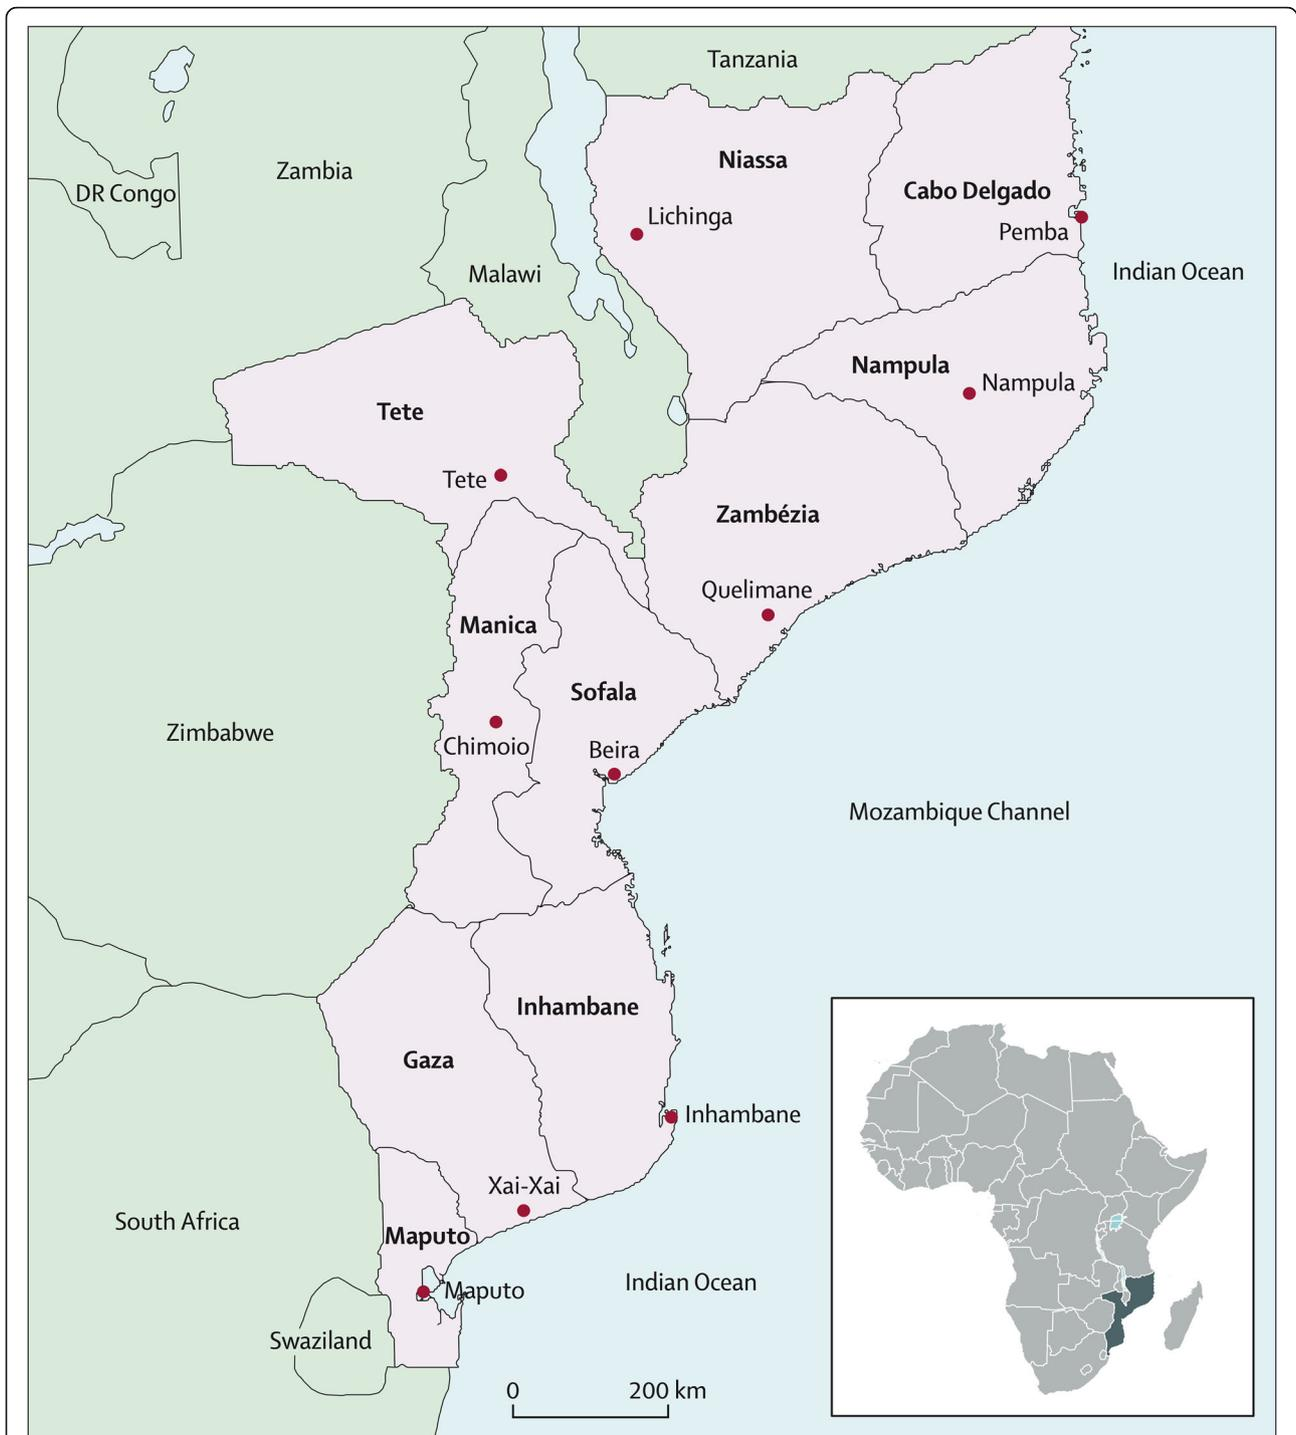 Tanzania
Niassa
Zambia
DR Congo
Cabo Delgado
Lichinga
Pemba
Malawi
Indian Ocean
Nampula
Nampula
Tete
Tete
Zambézia
Quelimane
Manica
Sofala
Zimbabwe
Chimoio
Beira
Mozambique Channel
Inhambane
Gaza
Inhambane
Xai-Xai
South Africa
Maputo
Indian Ocean
Maputo
Swaziland
0 200 km